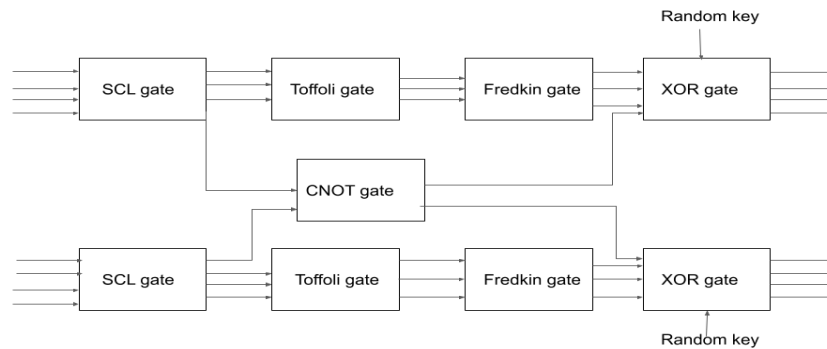 Random key
SCL gate
Toffoli gate
Fredkin gate
XOR gate
CNOT gate
SCL gate
Toffoli gate
Fredkin gate
XOR gate
Random key